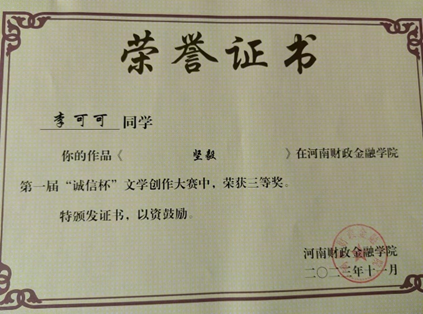 荣誉证书
李可可 同学
你的作品《 坚毅 》在河南财政金融学院
第一届“诚信杯”文学创作大赛中，荣获三等奖。
特颁发证书，以资鼓励。
河南财政金融学院
二〇二三年十一月